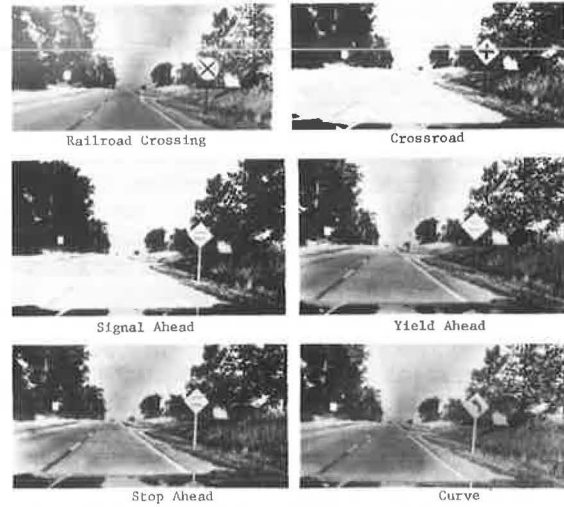 Railroad Crossing
Crossroad
Signal Ahead
Yield Ahead
Stop Ahead
Curve